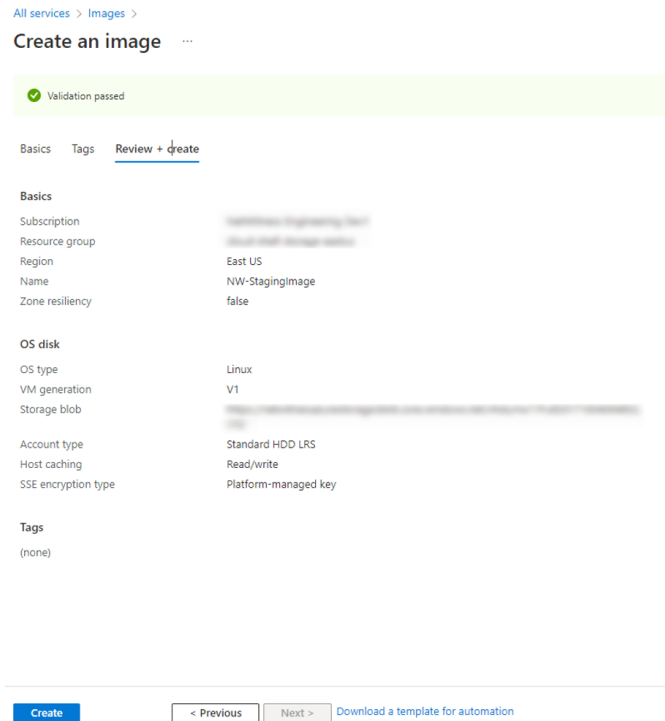 All services > Images >
Create an image ...
Validation passed
Basics Tags Review + create
Basics
Subscription
Resource group
Region East US
Name NW-StagingImage
Zone resiliency false
OS disk
OS type Linux
VM generation V1
Storage blob
Account type Standard HDD LRS
Host caching Read/write
SSE encryption type Platform-managed key
Tags
(none)
Create < Previous Next > Download a template for automation